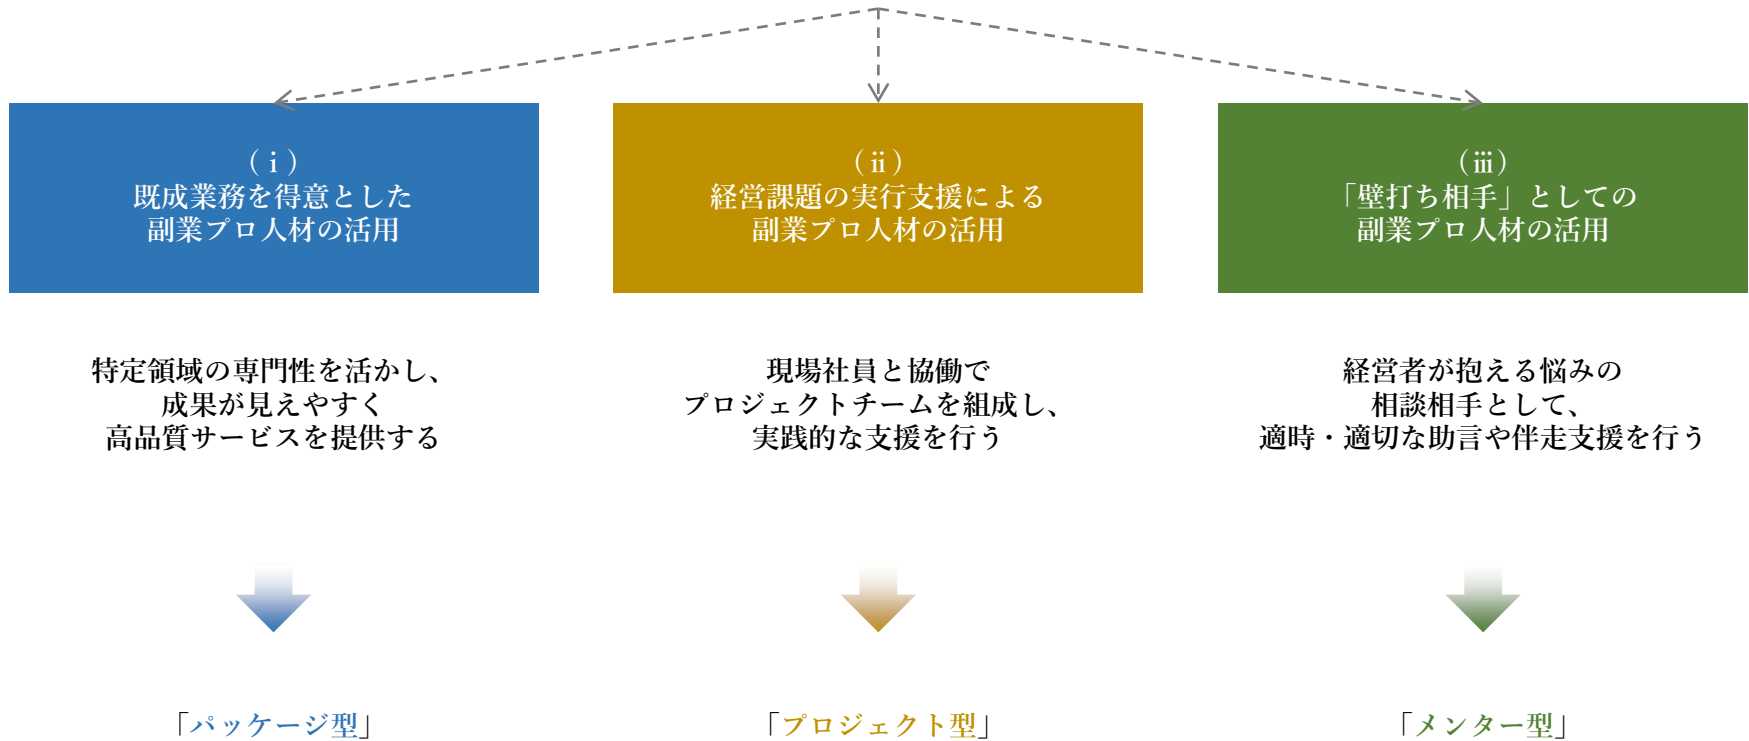 （ⅰ）
既成業務を得意とした
副業プロ人材の活用
特定領域の専門性を活かし、
成果が見えやすく
高品質サービスを提供する
「パッケージ型」
（ⅱ）
経営課題の実行支援による
副業プロ人材の活用
現場社員と協働で
プロジェクトチームを組成し、
実践的な支援を行う
「プロジェクト型」
（ⅲ）
「壁打ち相手」としての
副業プロ人材の活用
経営者が抱える悩みの
相談相手として、
適時・適切な助言や伴走支援を行う
「メンター型」